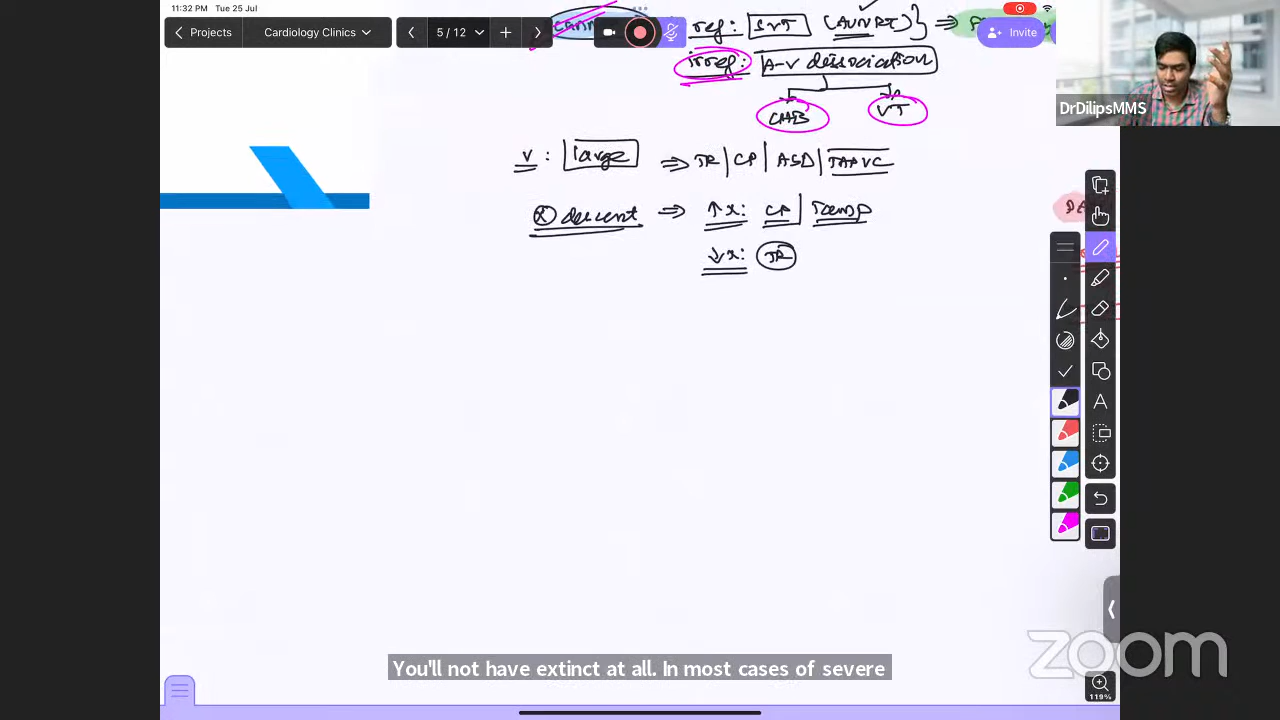 11:32 PM Tue 25 Jul
Projects Cardiology Clinics 5 / 12 Invite
reg: SVT (AVNRT)} ⇒
irreg: A-V dissociation
CHB VT
DrDilipsMMS
v : large ⇒ TR | CP | ASD | TAPVC
(x) descent ⇒ ↑x: CP | Tamp
↓x: TR
A
You'll not have extinct at all. In most cases of severe
zoom
119%